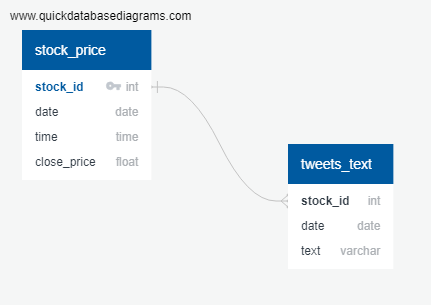 www.quickdatabasediagrams.com
stock_price
stock_id int
date date
time time
close_price float
tweets_text
stock_id int
date date
text varchar